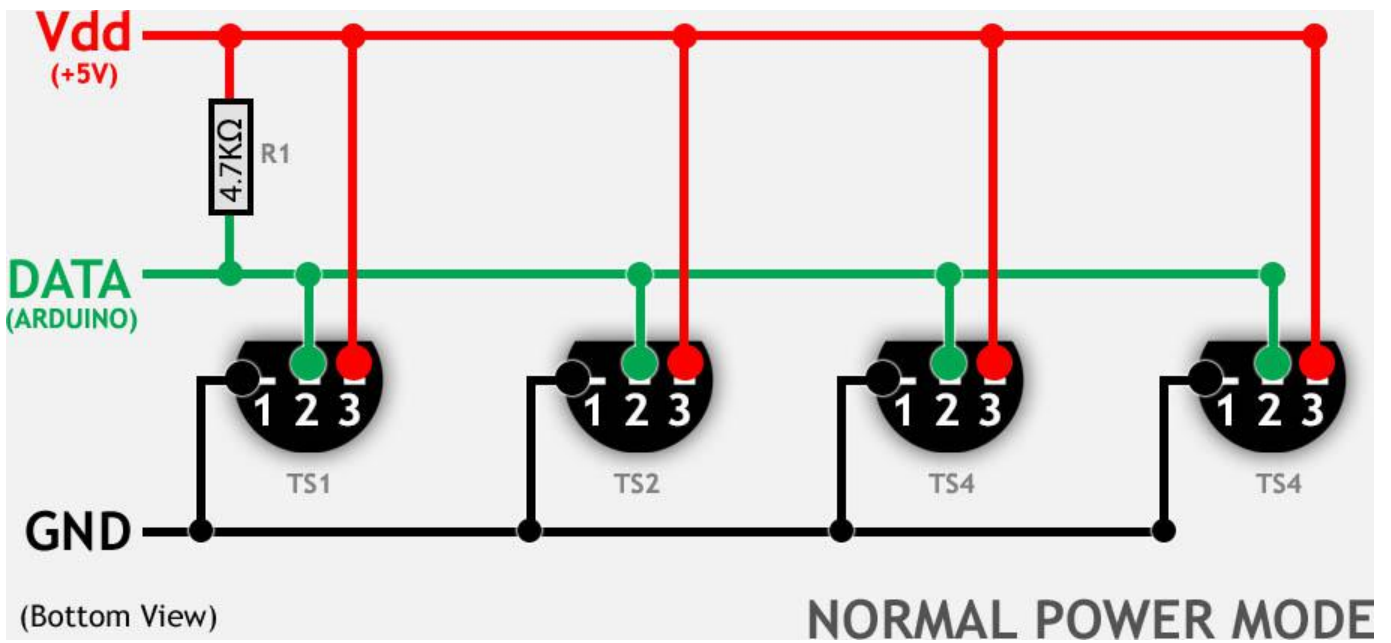 Vdd
(+5V)
4.7KΩ
R1
DATA
(ARDUINO)
1 2 3
1 2 3
1 2 3
1 2 3
TS1
TS2
TS4
TS4
GND
(Bottom View)
NORMAL POWER MODE